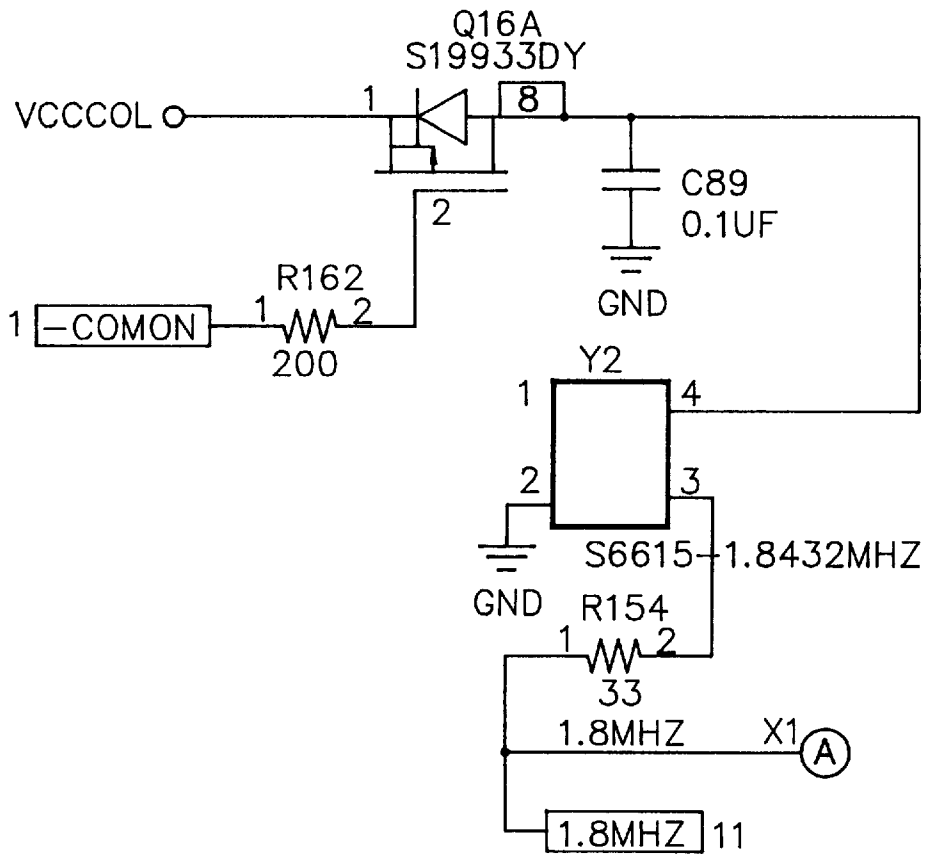 Q16A
S19933DY
VCCCOL
1
8
2
C89
0.1UF
GND
R162
1 -COMON
1
2
200
Y2
1
4
2
3
GND
S6615-1.8432MHZ
R154
1
2
33
1.8MHZ
X1
A
1.8MHZ 11